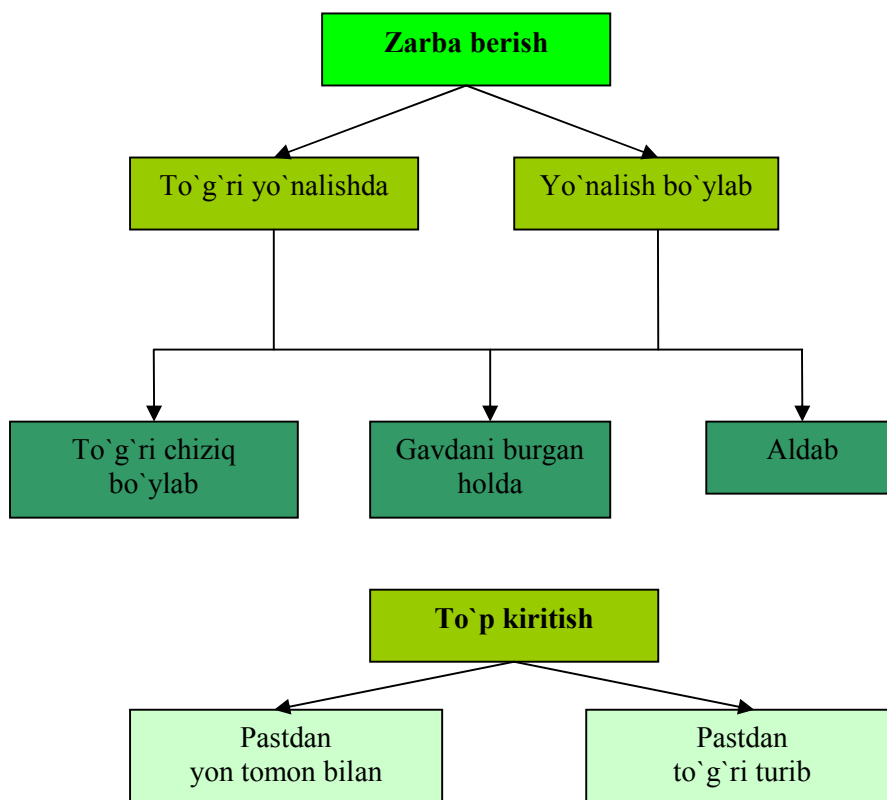 Zarba berish
To`g`ri yo`nalishda
Yo`nalish bo`ylab
To`g`ri chiziq
bo`ylab
Gavdani burgan
holda
Aldab
To`p kiritish
Pastdan
yon tomon bilan
Pastdan
to`g`ri turib